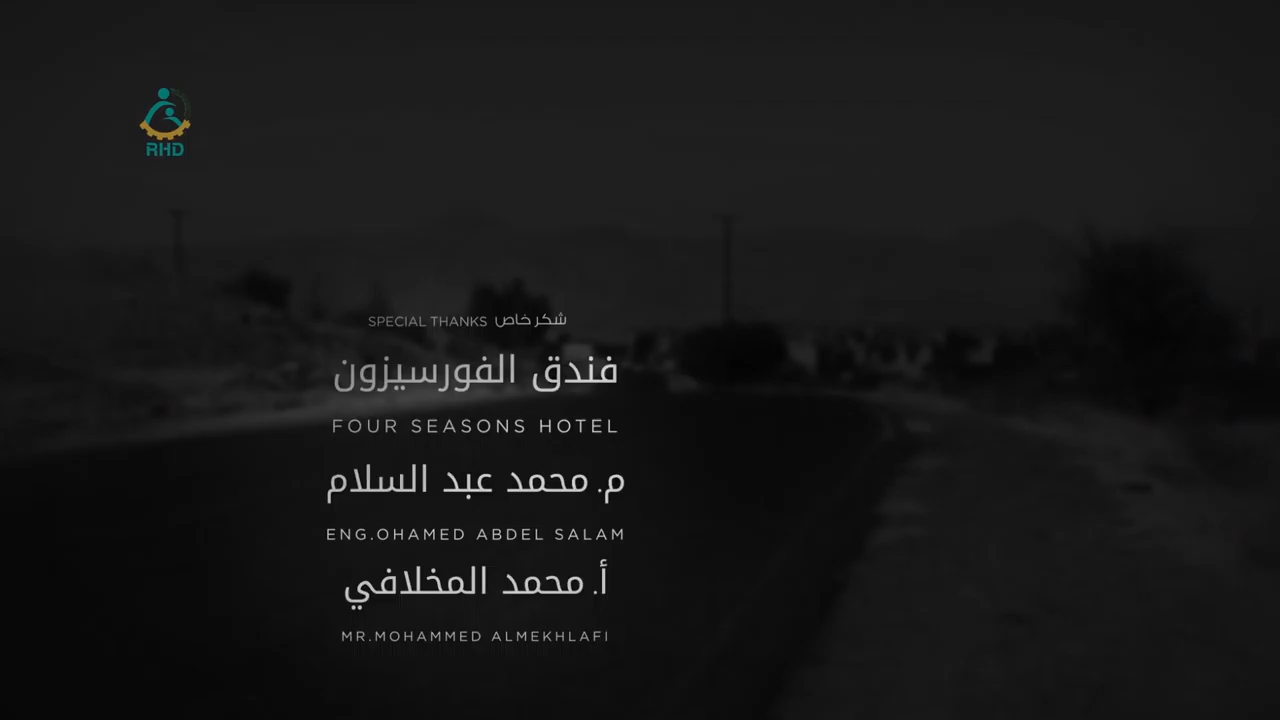 RHD
SPECIAL THANKS شكر خاص
فندق الفورسيزون
FOUR SEASONS HOTEL
م. محمد عبد السلام
ENG.OHAMED ABDEL SALAM
أ. محمد المخلافي
MR.MOHAMMED ALMEKHLAFI